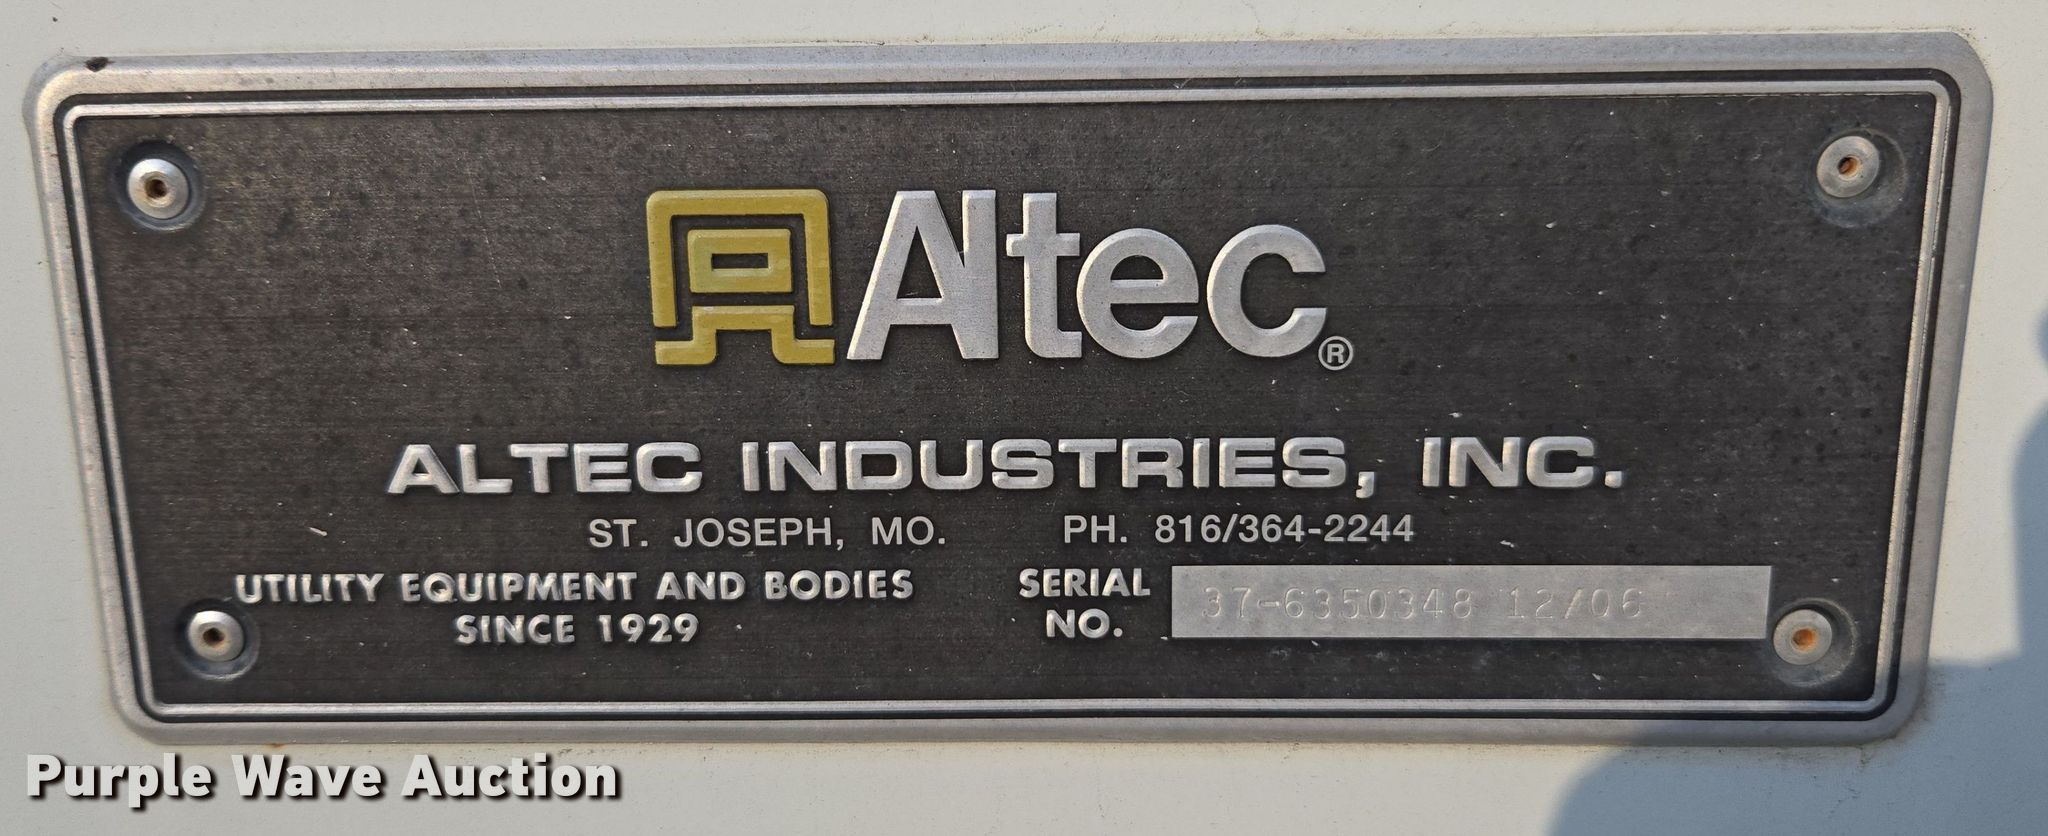 Altec®
ALTEC INDUSTRIES, INC.
ST. JOSEPH, MO. PH. 816/364-2244
UTILITY EQUIPMENT AND BODIES
SINCE 1929
SERIAL
NO.
37-6350348 12/06
Purple Wave Auction